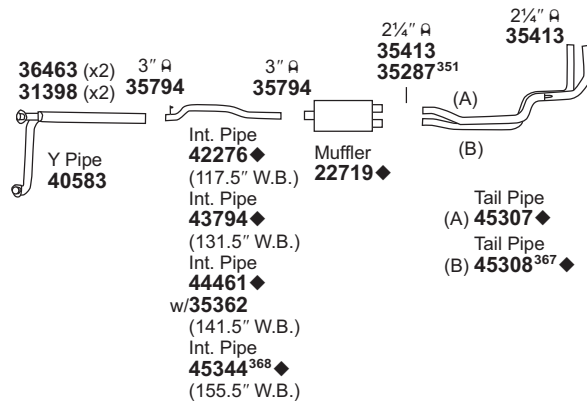 36463 (x2)
31398 (x2)
Y Pipe
40583
3″
35794
Int. Pipe
42276◆
(117.5″ W.B.)
Int. Pipe
43794◆
(131.5″ W.B.)
Int. Pipe
44461◆
w/35362
(141.5″ W.B.)
Int. Pipe
45344³⁶⁸◆
(155.5″ W.B.)
3″
35794
Muffler
22719◆
2¼″
35413
35287³⁵¹
(A)
(B)
2¼″
35413
Tail Pipe
(A) 45307◆
Tail Pipe
(B) 45308³⁶⁷◆